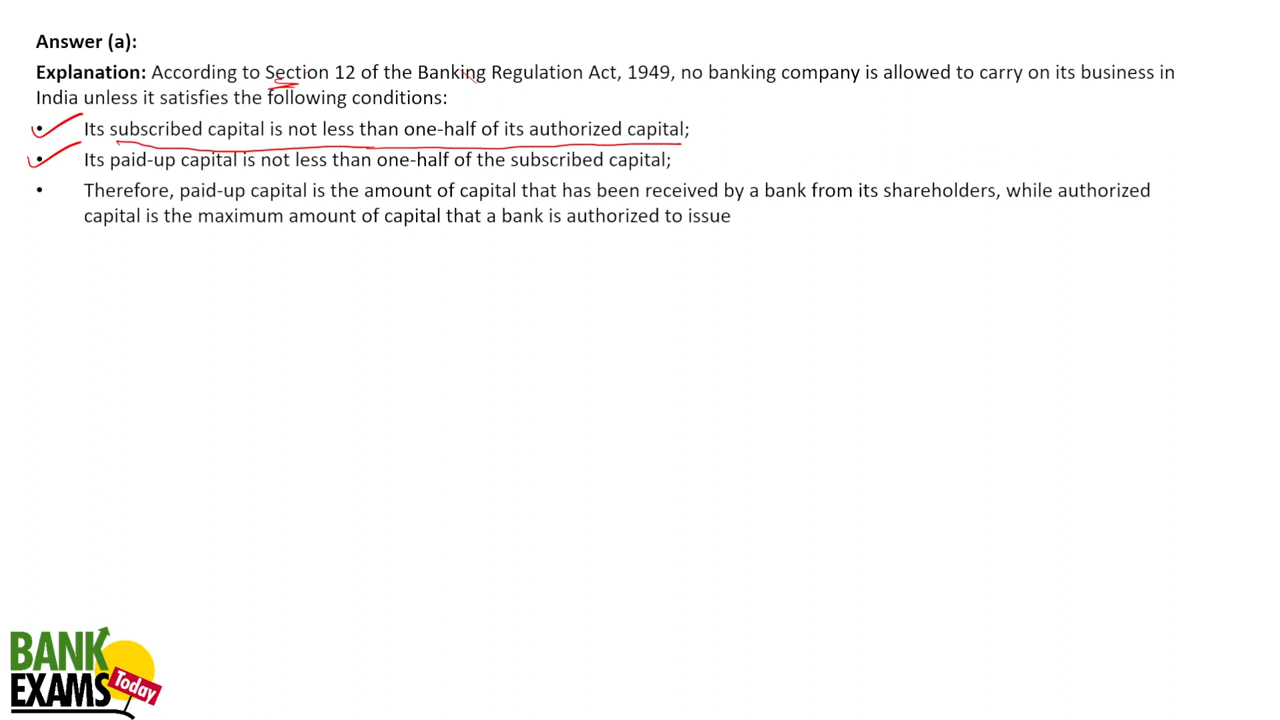 Answer (a):
Explanation: According to Section 12 of the Banking Regulation Act, 1949, no banking company is allowed to carry on its business in
India unless it satisfies the following conditions:
• Its subscribed capital is not less than one-half of its authorized capital;
• Its paid-up capital is not less than one-half of the subscribed capital;
• Therefore, paid-up capital is the amount of capital that has been received by a bank from its shareholders, while authorized
capital is the maximum amount of capital that a bank is authorized to issue
BANK
EXAMS
Today